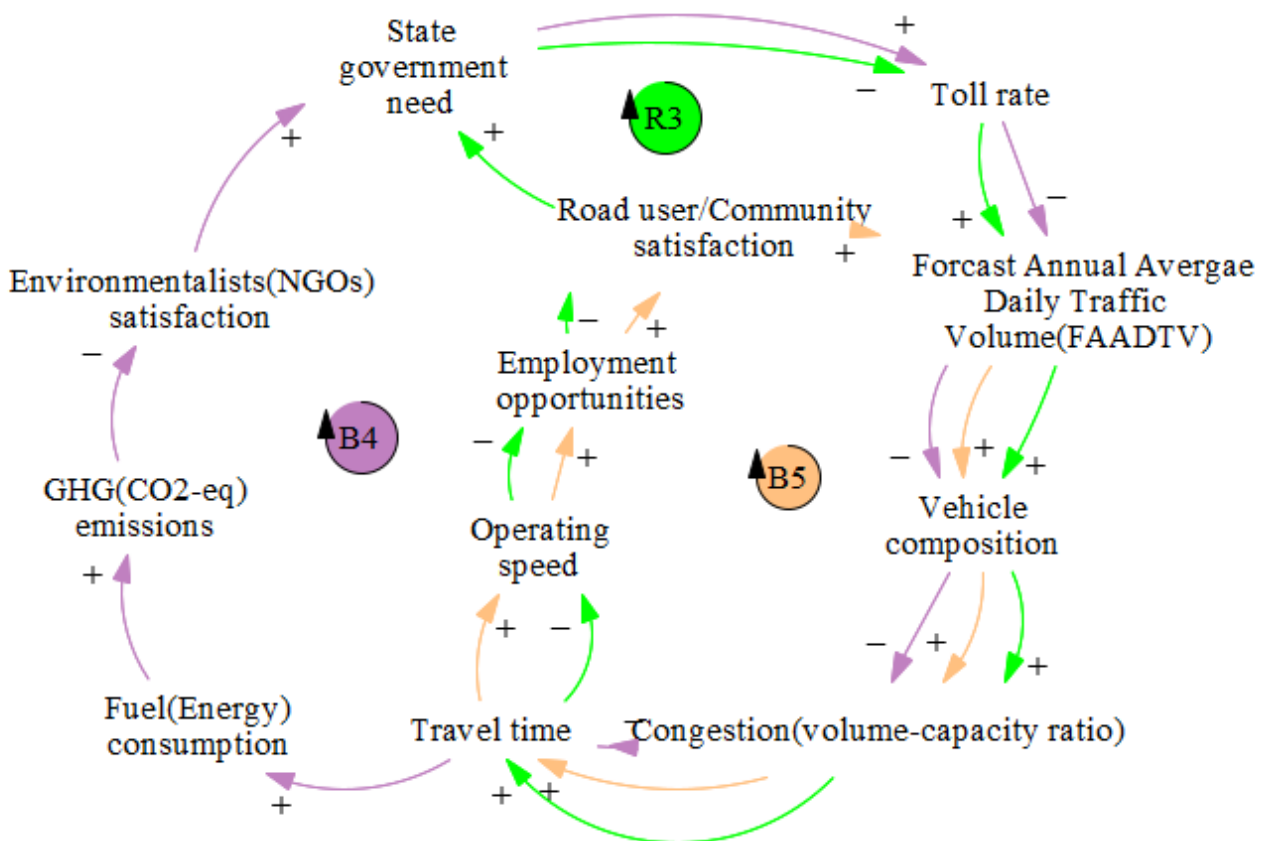 State
government
need
+
−
Toll rate
R3
+
+
Road user/Community
satisfaction
+
+
−
Forcast Annual Avergae
Daily Traffic
Volume(FAADTV)
Environmentalists(NGOs)
satisfaction
−
+
−
Employment
opportunities
B4
−
+
B5
−
+
+
GHG(CO2-eq)
emissions
Vehicle
composition
Operating
speed
+
+
−
−
+
+
Fuel(Energy)
consumption
Travel time
−
Congestion(volume-capacity ratio)
+
+
+